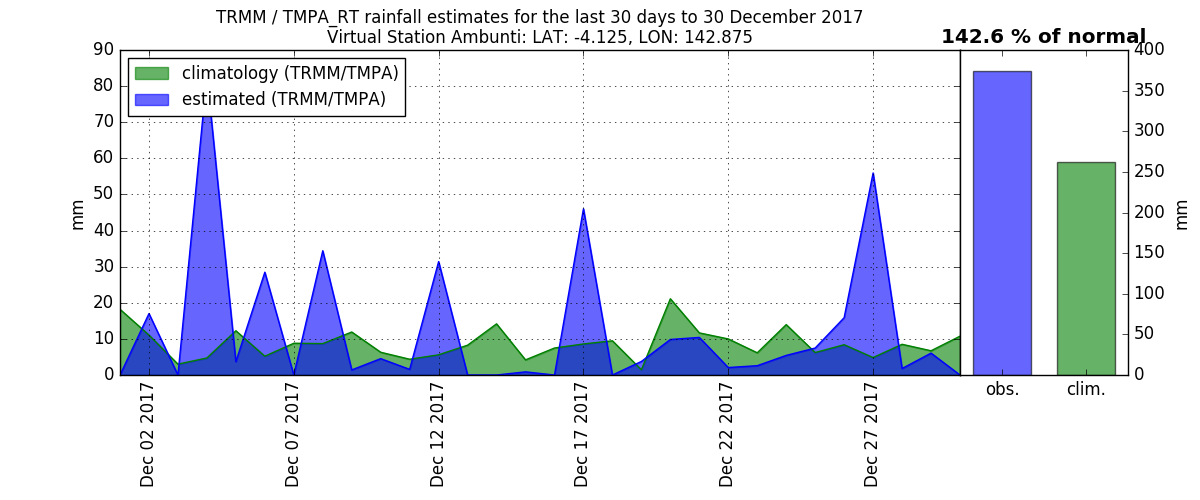 TRMM / TMPA_RT rainfall estimates for the last 30 days to 30 December 2017
Virtual Station Ambunti: LAT: -4.125, LON: 142.875
142.6 % of normal
climatology (TRMM/TMPA)
estimated (TRMM/TMPA)
90
80
70
60
50
40
30
20
10
0
mm
Dec 02 2017
Dec 07 2017
Dec 12 2017
Dec 17 2017
Dec 22 2017
Dec 27 2017
400
350
300
250
200
150
100
50
0
mm
obs.
clim.